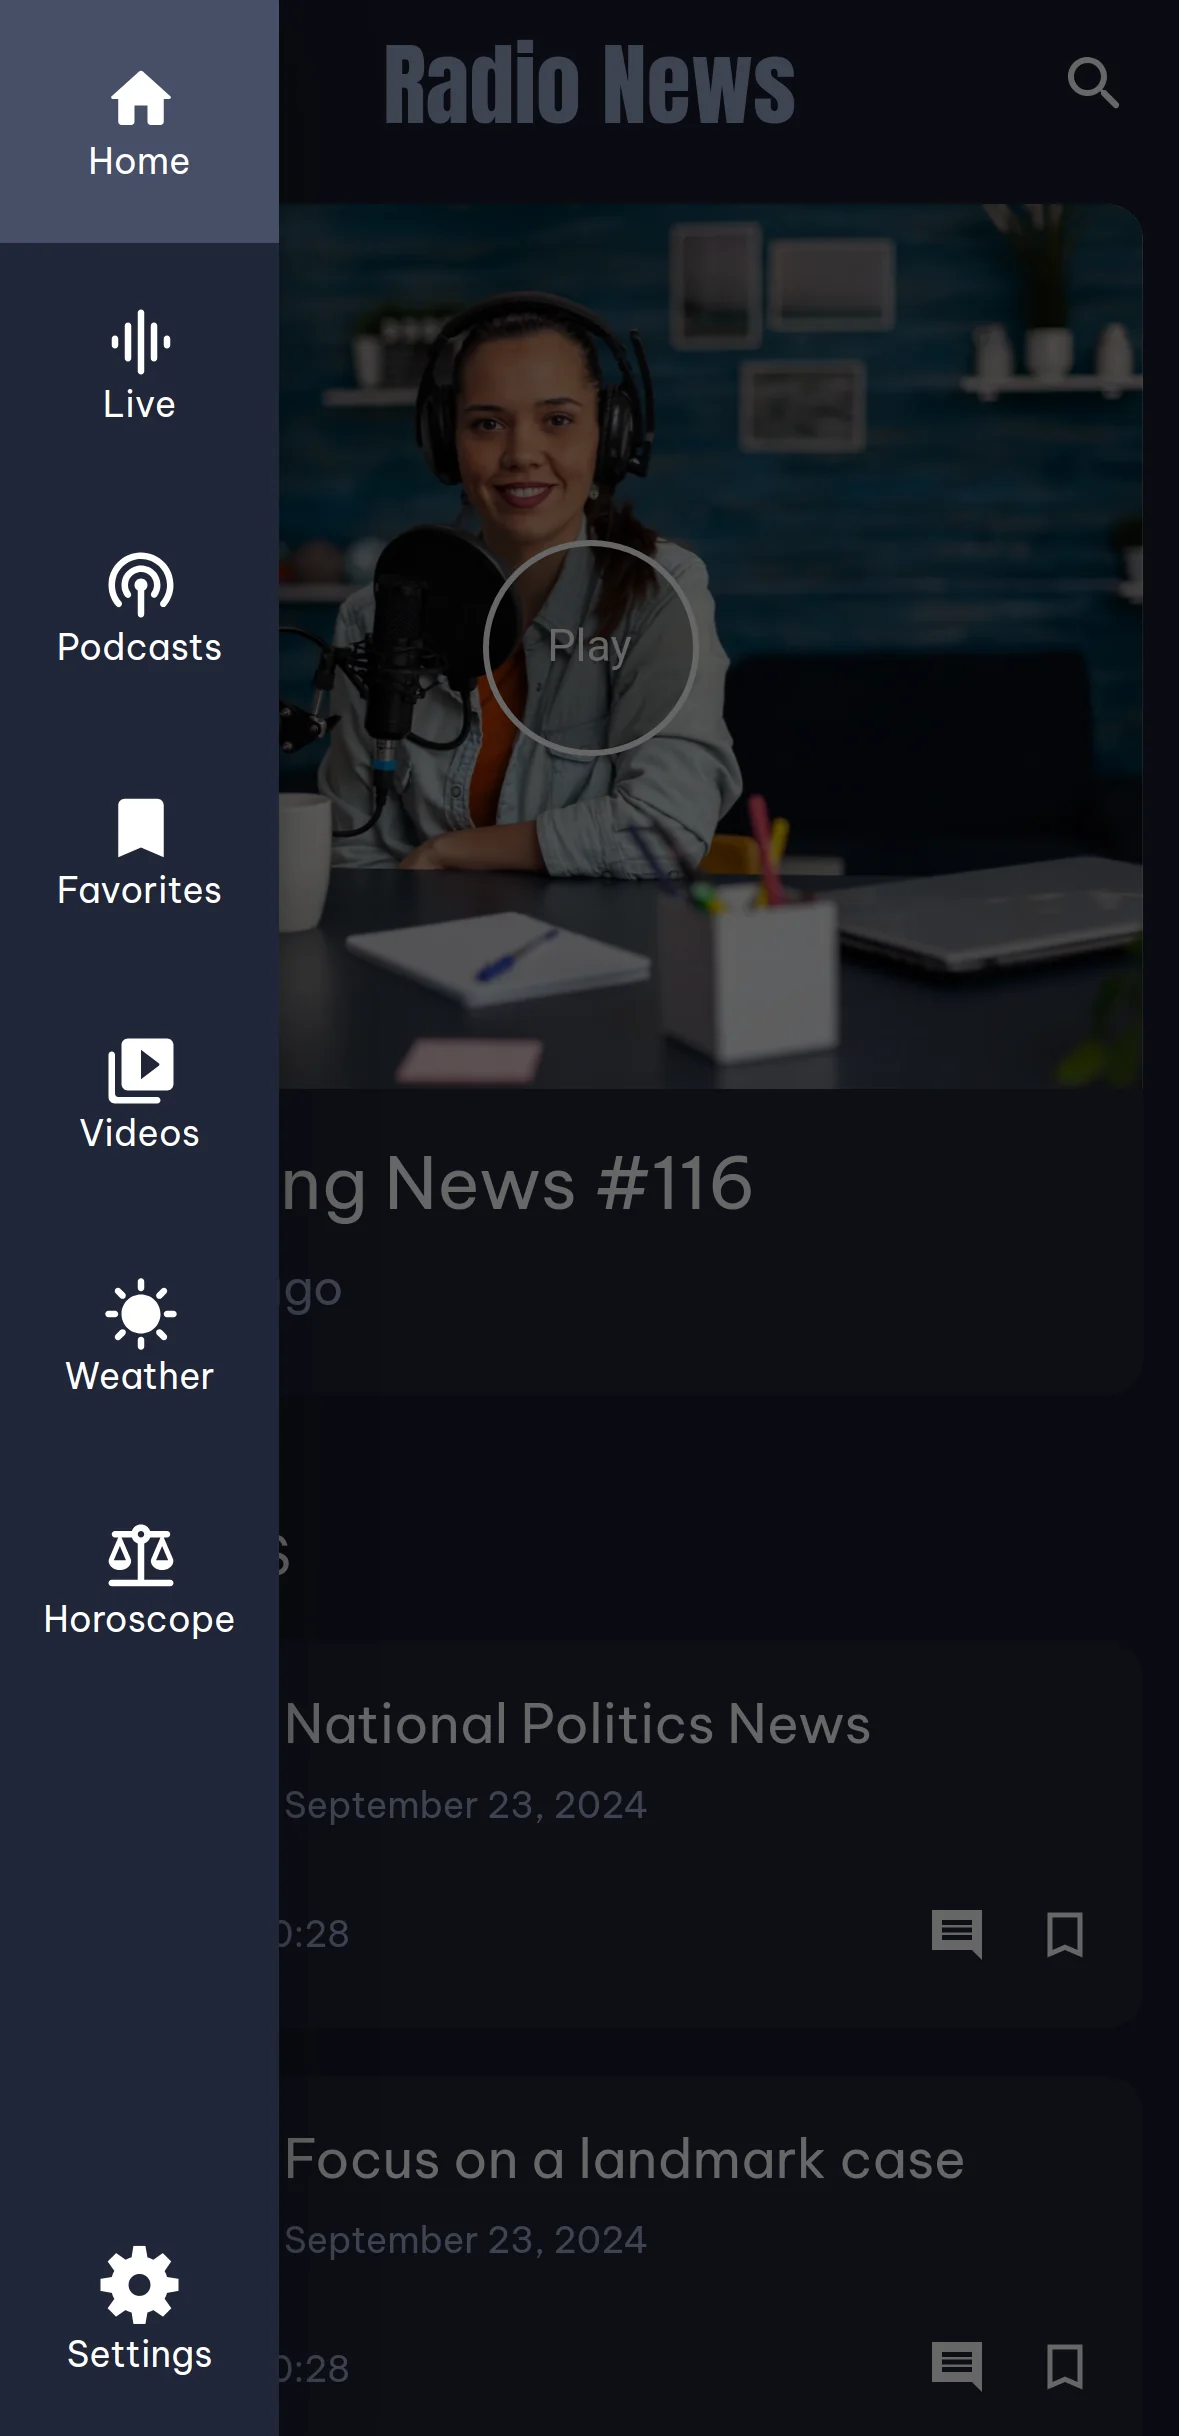 Home
Live
Podcasts
Favorites
Videos
Weather
Horoscope
Settings
Radio News
Play
ng News #116
go
s
National Politics News
September 23, 2024
0:28
Focus on a landmark case
September 23, 2024
0:28